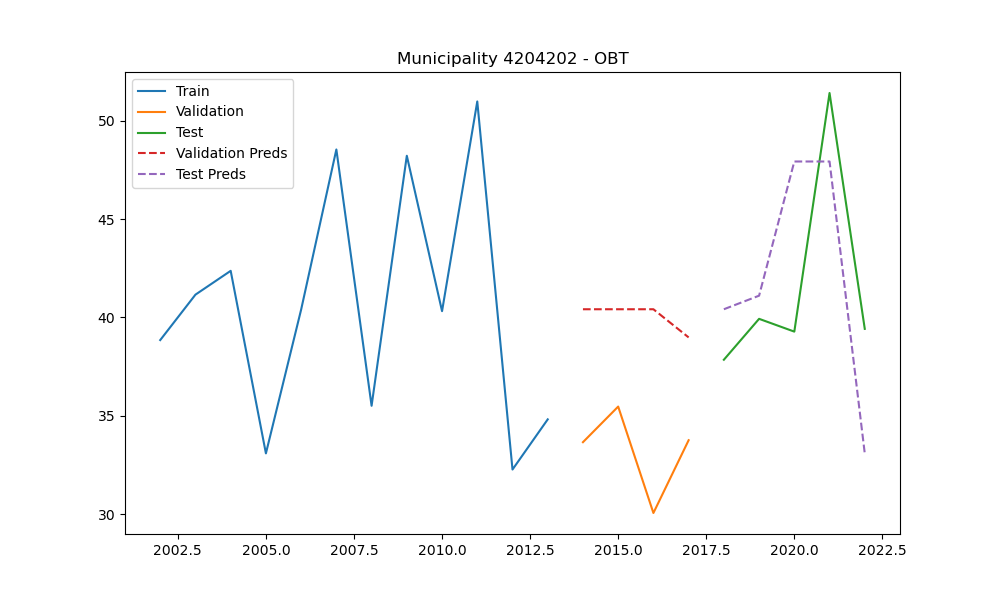 Municipality 4204202 - OBT
Train
Validation
Test
Validation Preds
Test Preds
50
45
40
35
30
2002.5 2005.0 2007.5 2010.0 2012.5 2015.0 2017.5 2020.0 2022.5